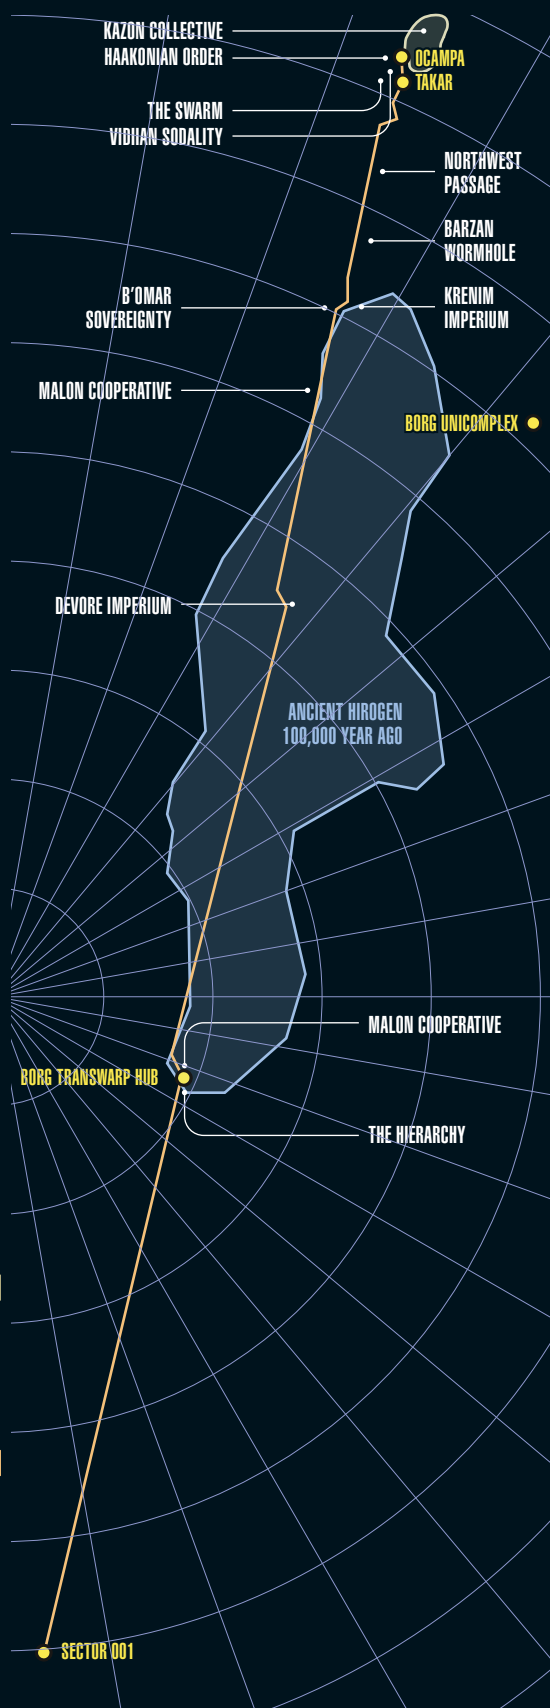 KAZON COLLECTIVE
HAAKONIAN ORDER
OCAMPA
TAKAR
THE SWARM
VIDIIAN SODALITY
NORTHWEST
PASSAGE
BARZAN
WORMHOLE
B'OMAR
SOVEREIGNTY
KRENIM
IMPERIUM
MALON COOPERATIVE
BORG UNICOMPLEX
DEVORE IMPERIUM
ANCIENT HIROGEN
100,000 YEAR AGO
MALON COOPERATIVE
BORG TRANSWARP HUB
THE HIERARCHY
SECTOR 001